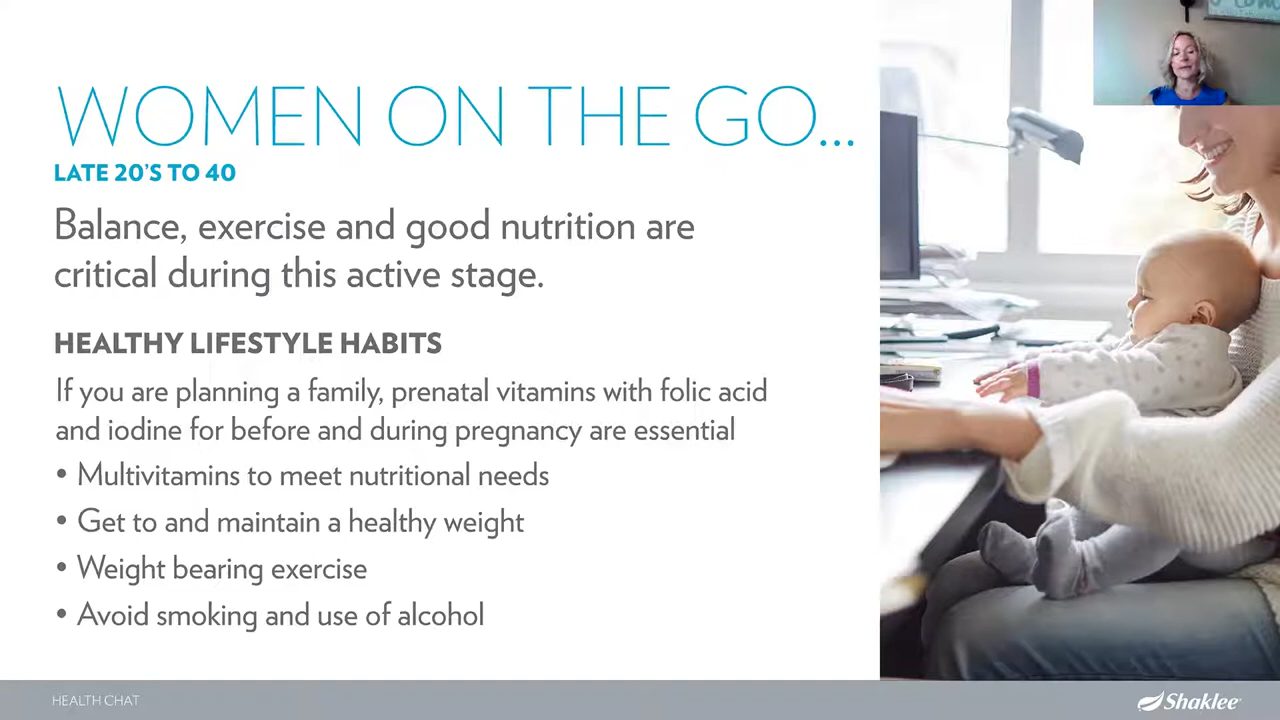 WOMEN ON THE GO...
LATE 20'S TO 40
Balance, exercise and good nutrition are
critical during this active stage.
HEALTHY LIFESTYLE HABITS
If you are planning a family, prenatal vitamins with folic acid
and iodine for before and during pregnancy are essential
• Multivitamins to meet nutritional needs
• Get to and maintain a healthy weight
• Weight bearing exercise
• Avoid smoking and use of alcohol
HEALTH CHAT
Shaklee